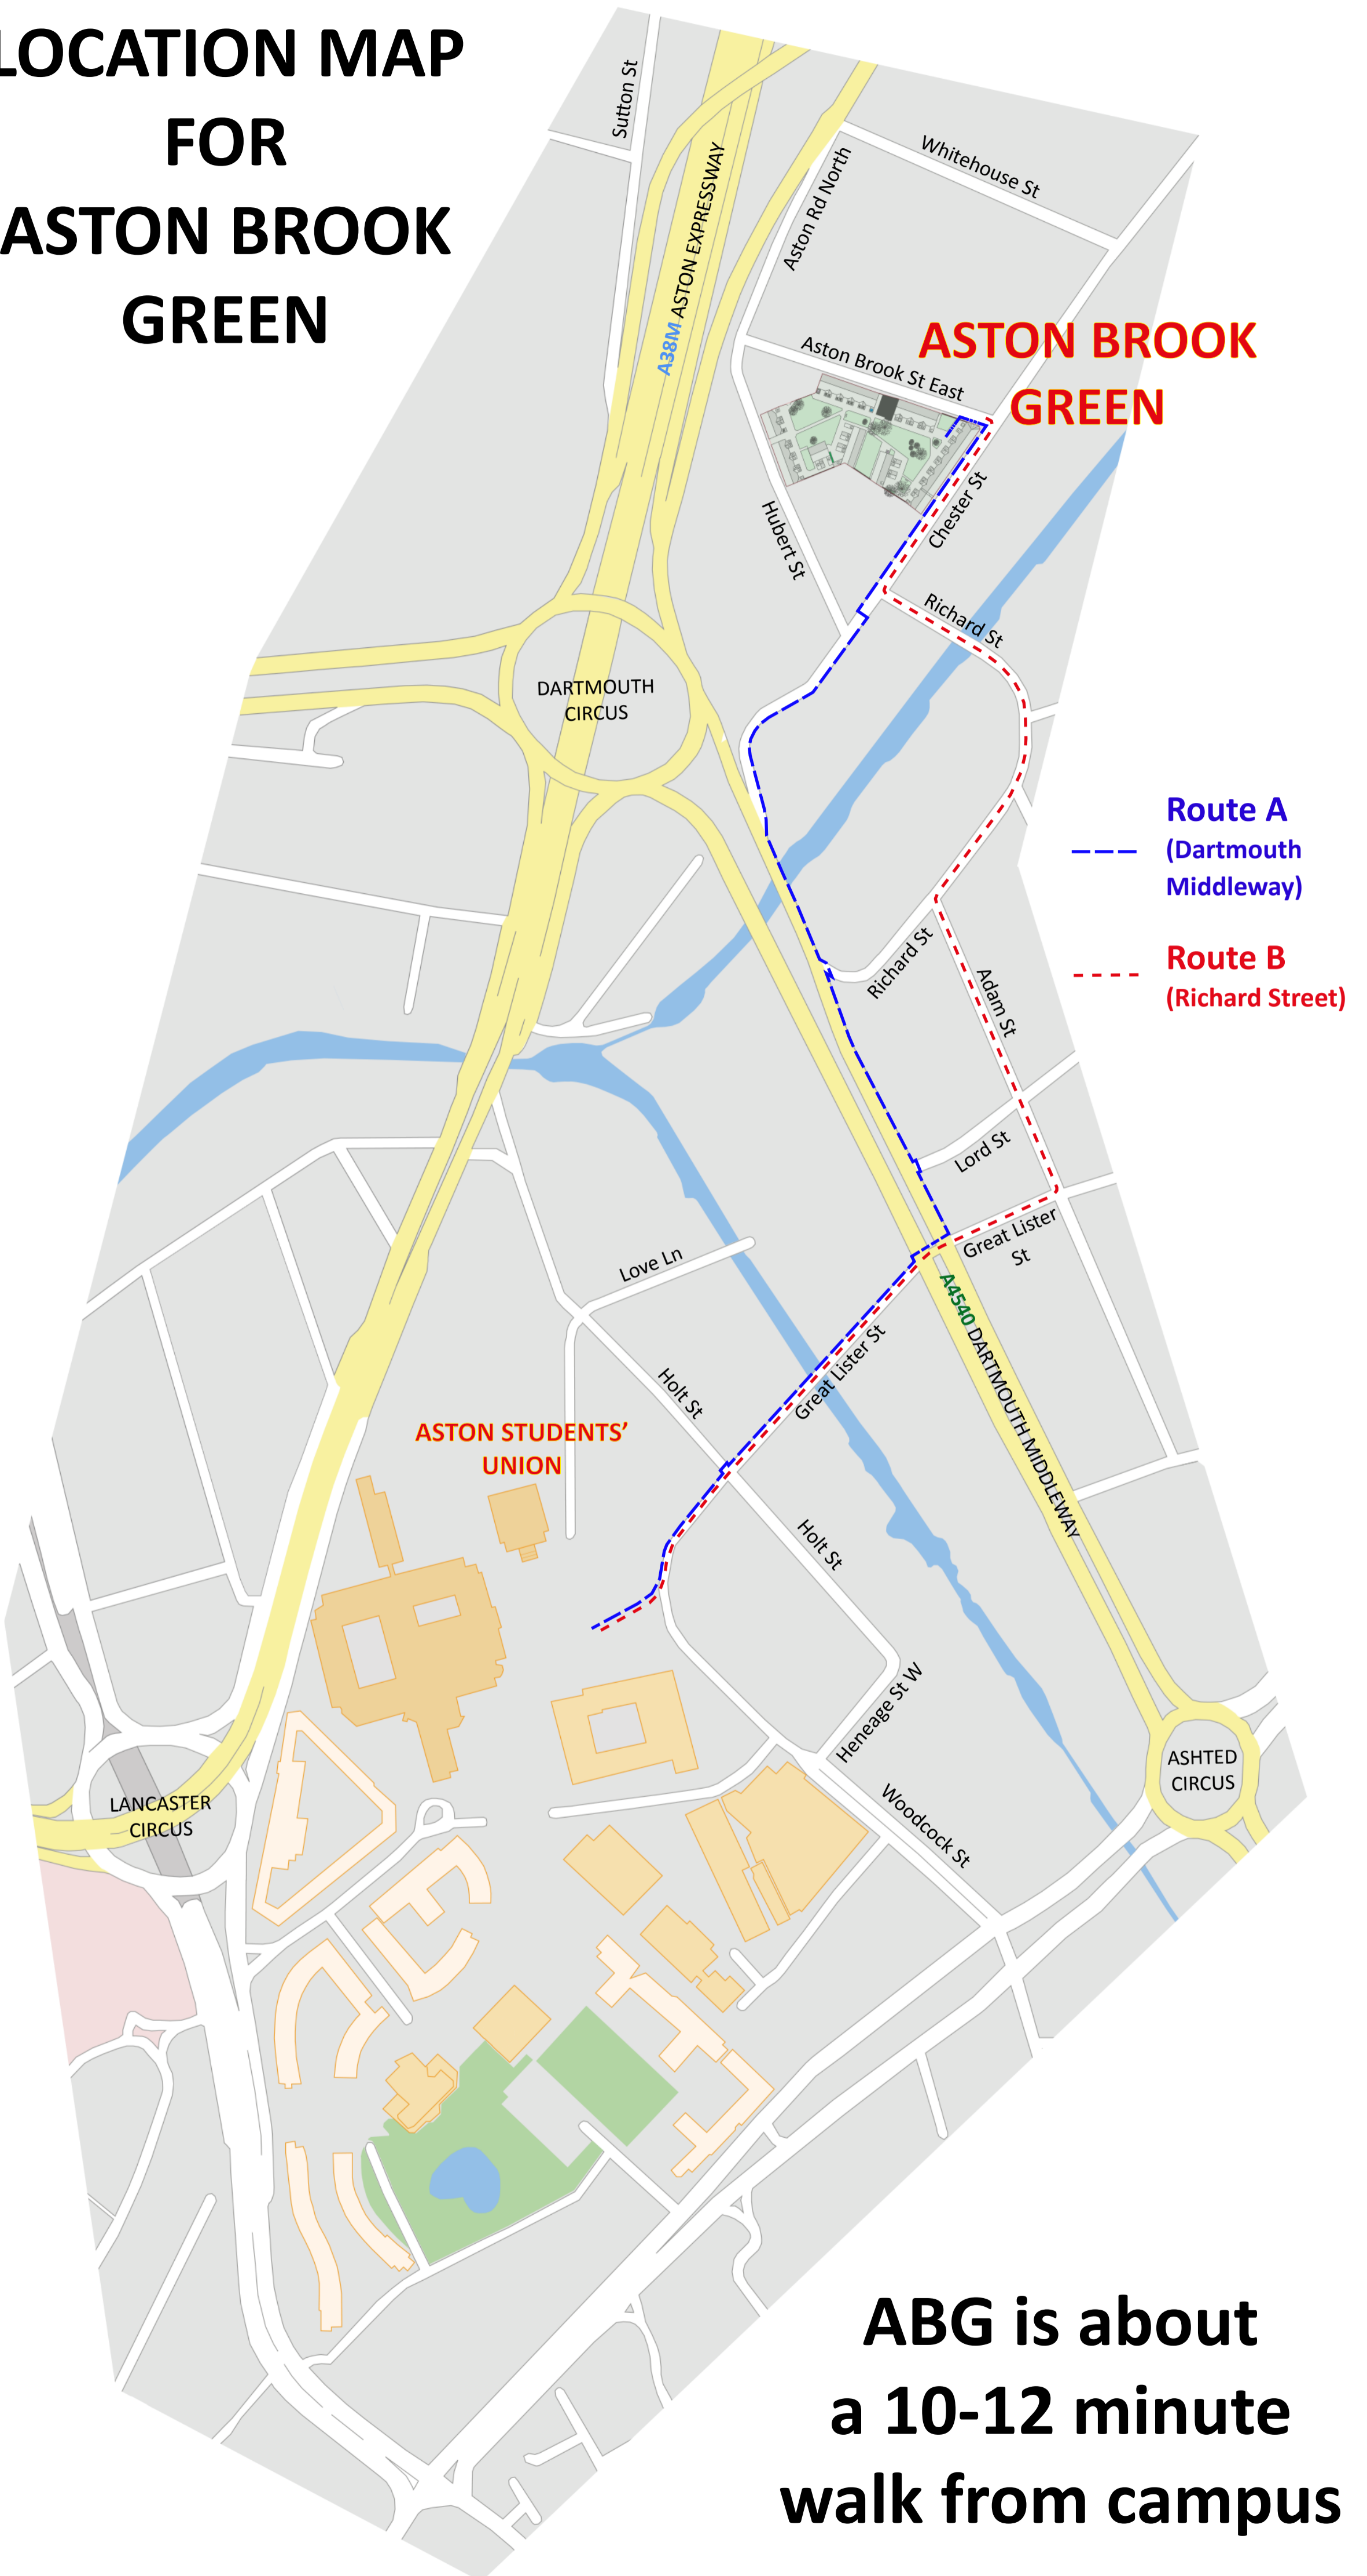 LOCATION MAP
FOR
ASTON BROOK
GREEN
Sutton St
A38M ASTON EXPRESSWAY
Aston Rd North
Whitehouse St
Aston Brook St East
ASTON BROOK
GREEN
Hubert St
Chester St
Richard St
DARTMOUTH
CIRCUS
Route A
(Dartmouth
Middleway)
Route B
(Richard Street)
Richard St
Adam St
Lord St
Great Lister
St
Love Ln
A4540 DARTMOUTH MIDDLEWAY
Great Lister St
Holt St
ASTON STUDENTS'
UNION
Holt St
Heneage St W
ASHTED
CIRCUS
LANCASTER
CIRCUS
Woodcock St
ABG is about
a 10-12 minute
walk from campus